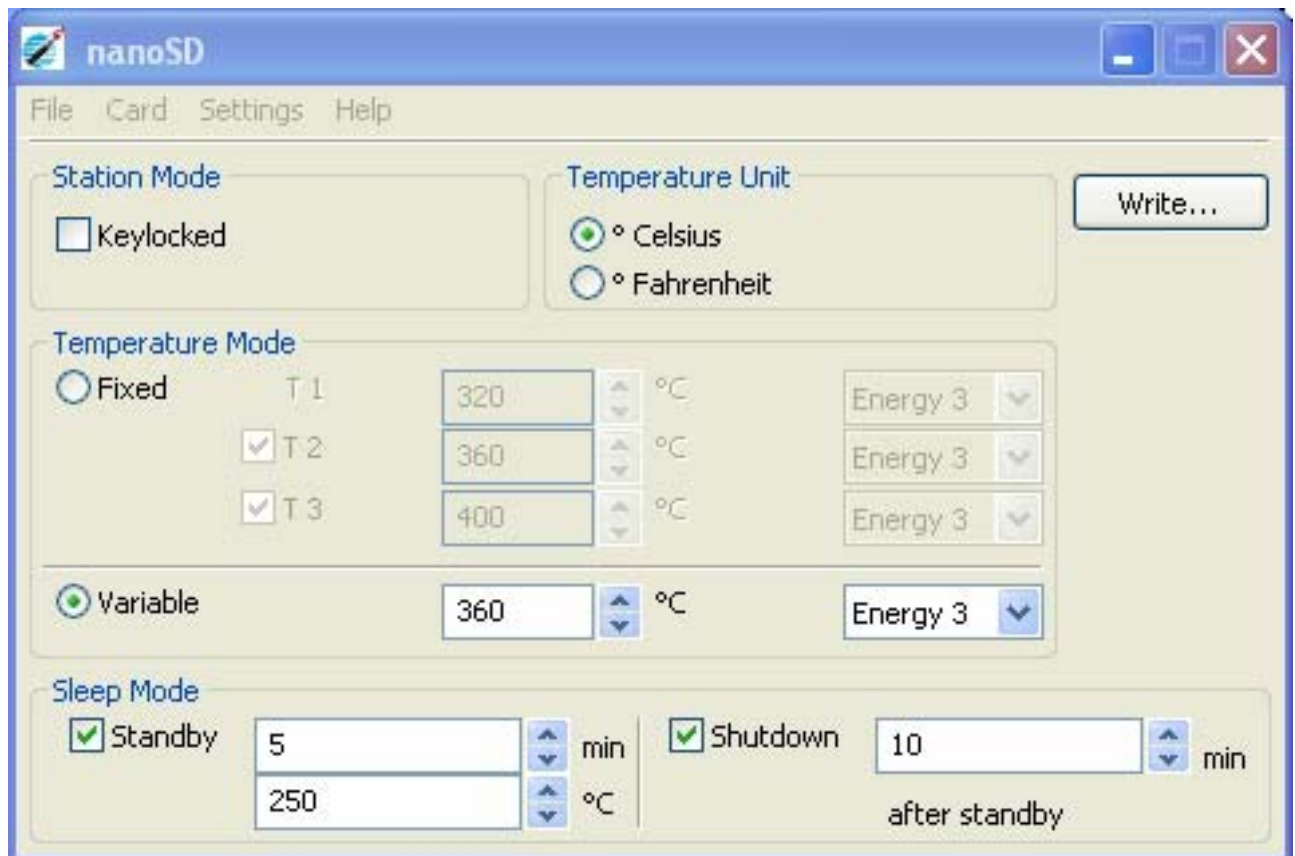 nanoSD
File Card Settings Help
Station Mode
Keylocked
Temperature Unit
° Celsius
° Fahrenheit
Write...
Temperature Mode
Fixed T 1 320 °C Energy 3
T 2 360 °C Energy 3
T 3 400 °C Energy 3
Variable 360 °C Energy 3
Sleep Mode
Standby 5 min
250 °C
Shutdown 10 min
after standby